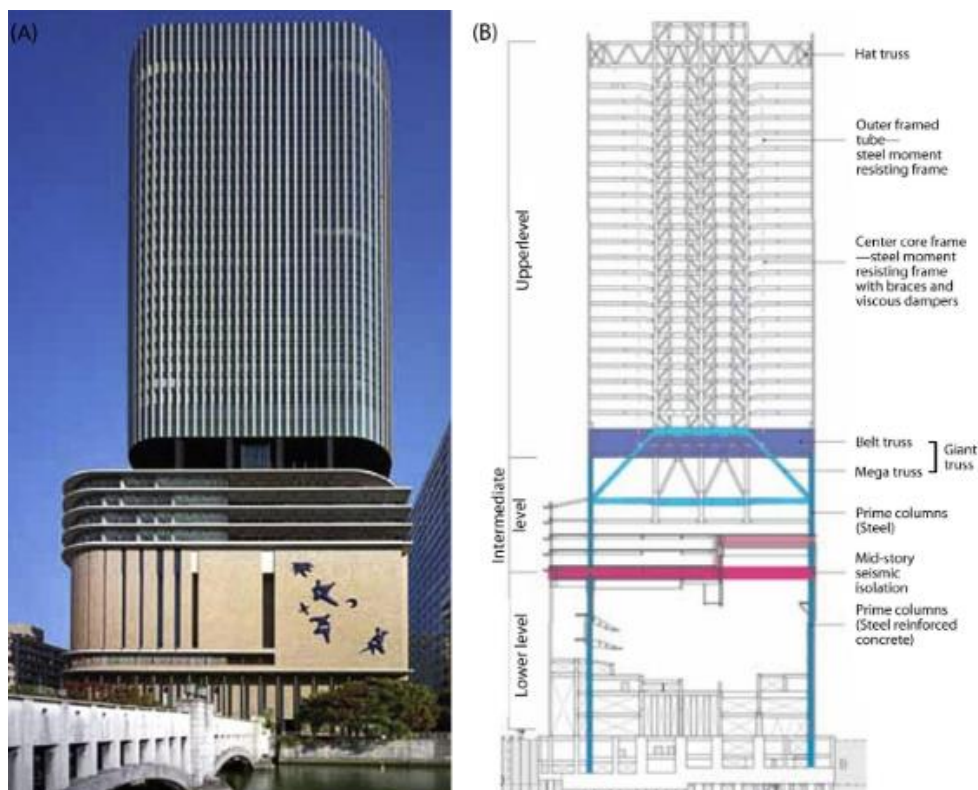 (A)
(B)
Hat truss
Outer framed
tube—
steel moment
resisting frame
Center core frame
—steel moment
resisting frame
with braces and
viscous dampers
Belt truss
Giant
truss
Mega truss
Prime columns
(Steel)
Mid-story
seismic
isolation
Prime columns
(Steel reinforced
concrete)
Upperlevel
Intermediate
level
Lower level